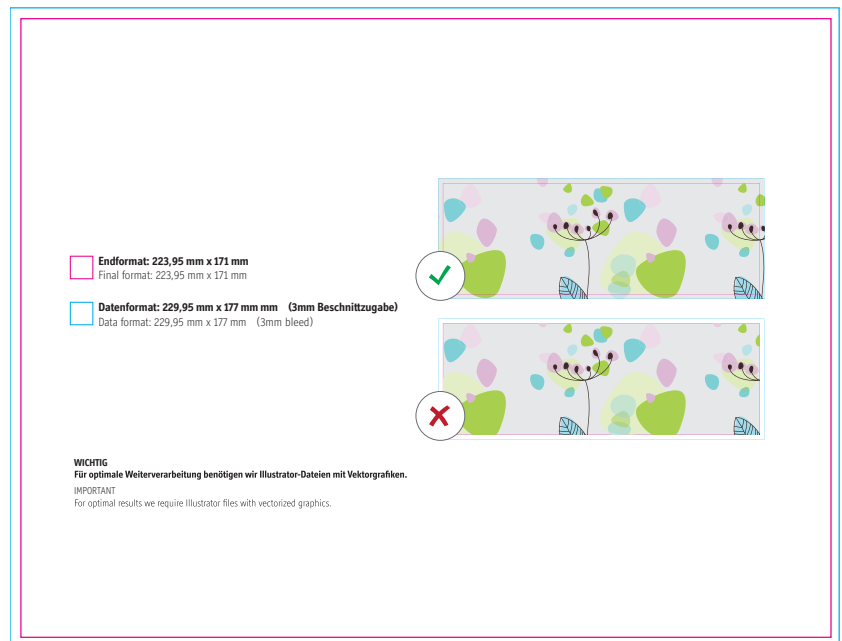 Endformat: 223,95 mm x 171 mm
Final format: 223,95 mm x 171 mm
Datenformat: 229,95 mm x 177 mm mm (3mm Beschnittzugabe)
Data format: 229,95 mm x 177 mm (3mm bleed)
WICHTIG
Für optimale Weiterverarbeitung benötigen wir Illustrator-Dateien mit Vektorgrafiken.
IMPORTANT
For optimal results we require Illustrator files with vectorized graphics.